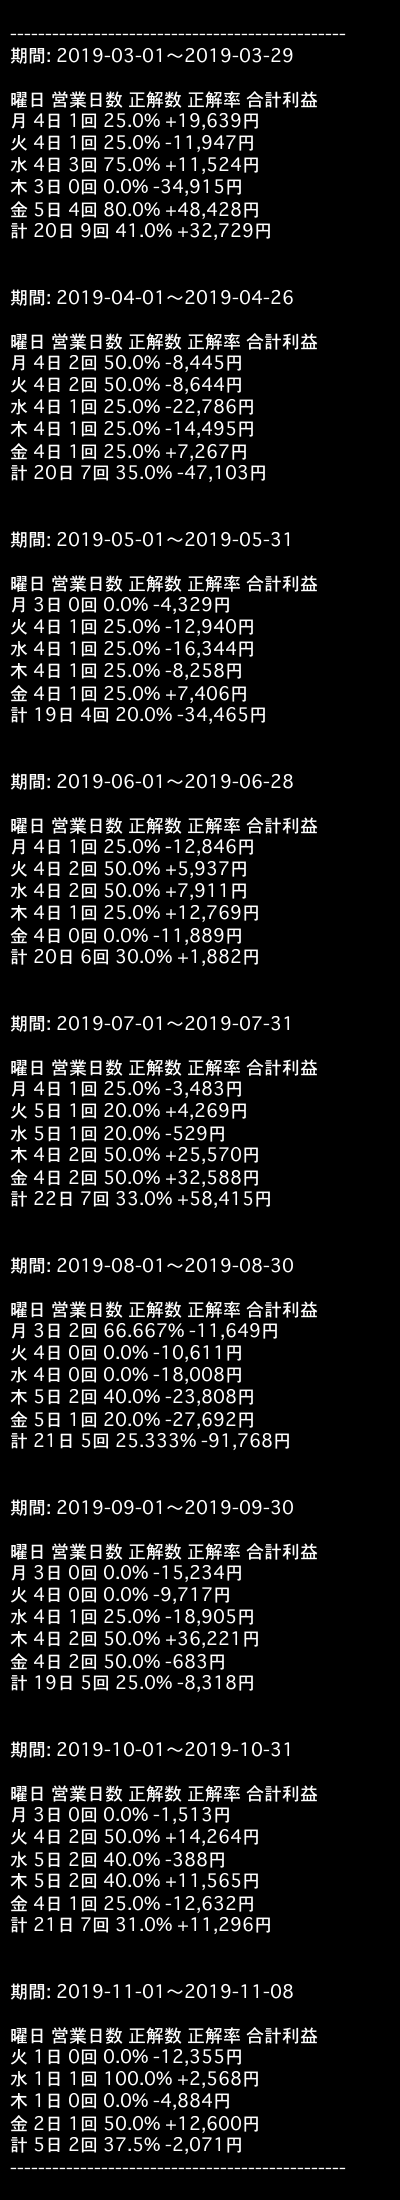 ------------------------------------------------
期間: 2019-03-01〜2019-03-29
曜日 営業日数 正解数 正解率 合計利益
月 4日 1回 25.0% +19,639円
火 4日 1回 25.0% -11,947円
水 4日 3回 75.0% +11,524円
木 3日 0回 0.0% -34,915円
金 5日 4回 80.0% +48,428円
計 20日 9回 41.0% +32,729円
期間: 2019-04-01〜2019-04-26
曜日 営業日数 正解数 正解率 合計利益
月 4日 2回 50.0% -8,445円
火 4日 2回 50.0% -8,644円
水 4日 1回 25.0% -22,786円
木 4日 1回 25.0% -14,495円
金 4日 1回 25.0% +7,267円
計 20日 7回 35.0% -47,103円
期間: 2019-05-01〜2019-05-31
曜日 営業日数 正解数 正解率 合計利益
月 3日 0回 0.0% -4,329円
火 4日 1回 25.0% -12,940円
水 4日 1回 25.0% -16,344円
木 4日 1回 25.0% -8,258円
金 4日 1回 25.0% +7,406円
計 19日 4回 20.0% -34,465円
期間: 2019-06-01〜2019-06-28
曜日 営業日数 正解数 正解率 合計利益
月 4日 1回 25.0% -12,846円
火 4日 2回 50.0% +5,937円
水 4日 2回 50.0% +7,911円
木 4日 1回 25.0% +12,769円
金 4日 0回 0.0% -11,889円
計 20日 6回 30.0% +1,882円
期間: 2019-07-01〜2019-07-31
曜日 営業日数 正解数 正解率 合計利益
月 4日 1回 25.0% -3,483円
火 5日 1回 20.0% +4,269円
水 5日 1回 20.0% -529円
木 4日 2回 50.0% +25,570円
金 4日 2回 50.0% +32,588円
計 22日 7回 33.0% +58,415円
期間: 2019-08-01〜2019-08-30
曜日 営業日数 正解数 正解率 合計利益
月 3日 2回 66.667% -11,649円
火 4日 0回 0.0% -10,611円
水 4日 0回 0.0% -18,008円
木 5日 2回 40.0% -23,808円
金 5日 1回 20.0% -27,692円
計 21日 5回 25.333% -91,768円
期間: 2019-09-01〜2019-09-30
曜日 営業日数 正解数 正解率 合計利益
月 3日 0回 0.0% -15,234円
火 4日 0回 0.0% -9,717円
水 4日 1回 25.0% -18,905円
木 4日 2回 50.0% +36,221円
金 4日 2回 50.0% -683円
計 19日 5回 25.0% -8,318円
期間: 2019-10-01〜2019-10-31
曜日 営業日数 正解数 正解率 合計利益
月 3日 0回 0.0% -1,513円
火 4日 2回 50.0% +14,264円
水 5日 2回 40.0% -388円
木 5日 2回 40.0% +11,565円
金 4日 1回 25.0% -12,632円
計 21日 7回 31.0% +11,296円
期間: 2019-11-01〜2019-11-08
曜日 営業日数 正解数 正解率 合計利益
火 1日 0回 0.0% -12,355円
水 1日 1回 100.0% +2,568円
木 1日 0回 0.0% -4,884円
金 2日 1回 50.0% +12,600円
計 5日 2回 37.5% -2,071円
------------------------------------------------